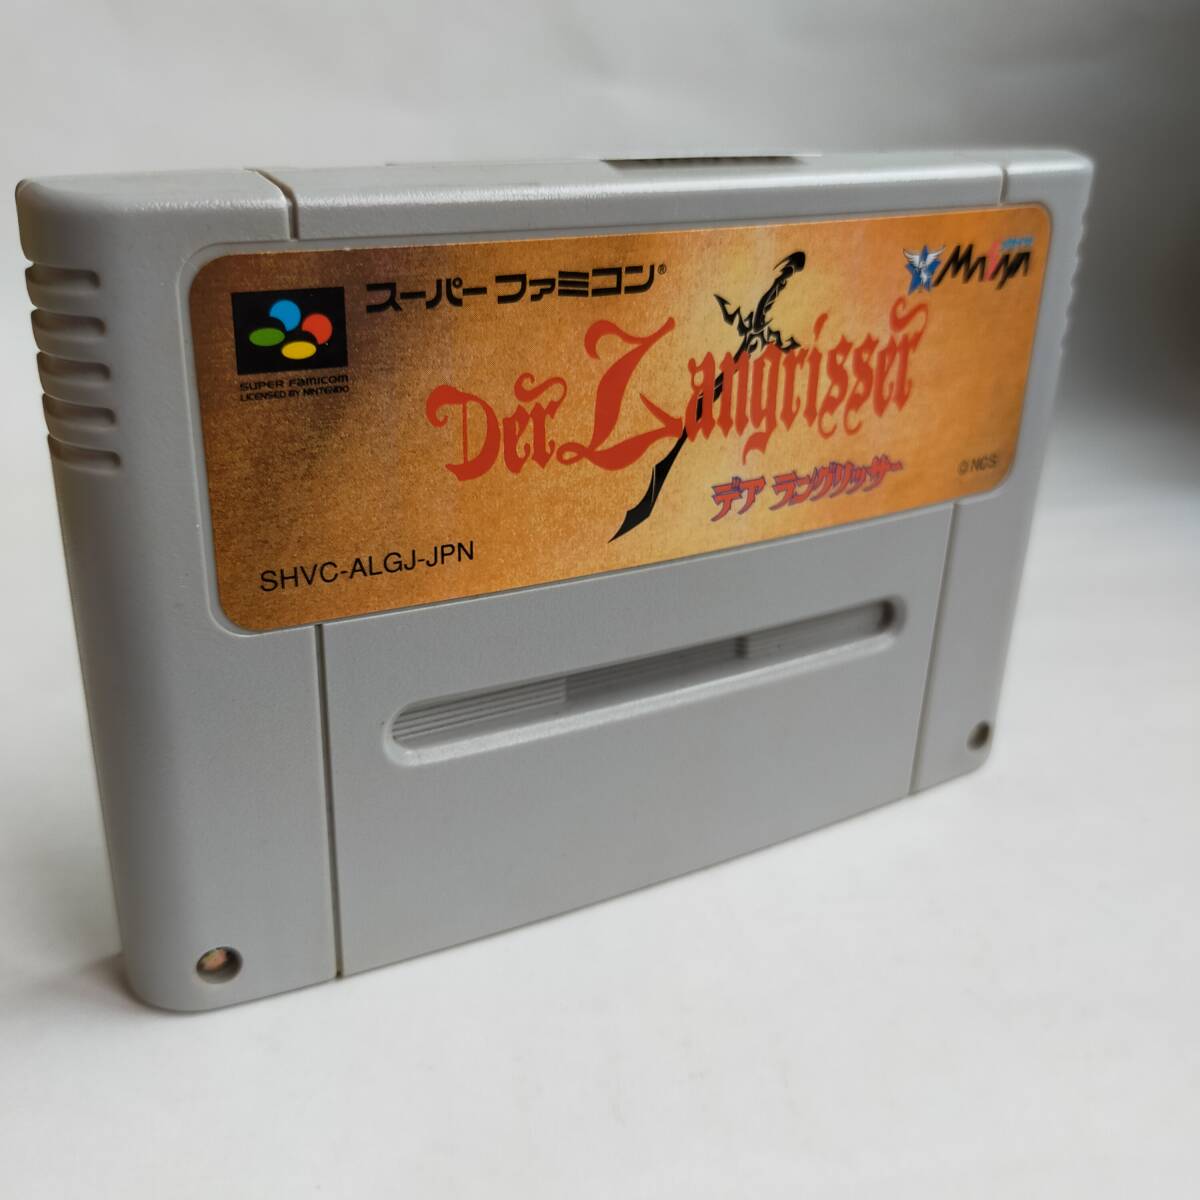 スーパーファミコン®
SUPER FAMICOM
LICENSED BY NINTENDO
Masaya
Der Langrisser
デア ラングリッサー
©NCS
SHVC-ALGJ-JPN